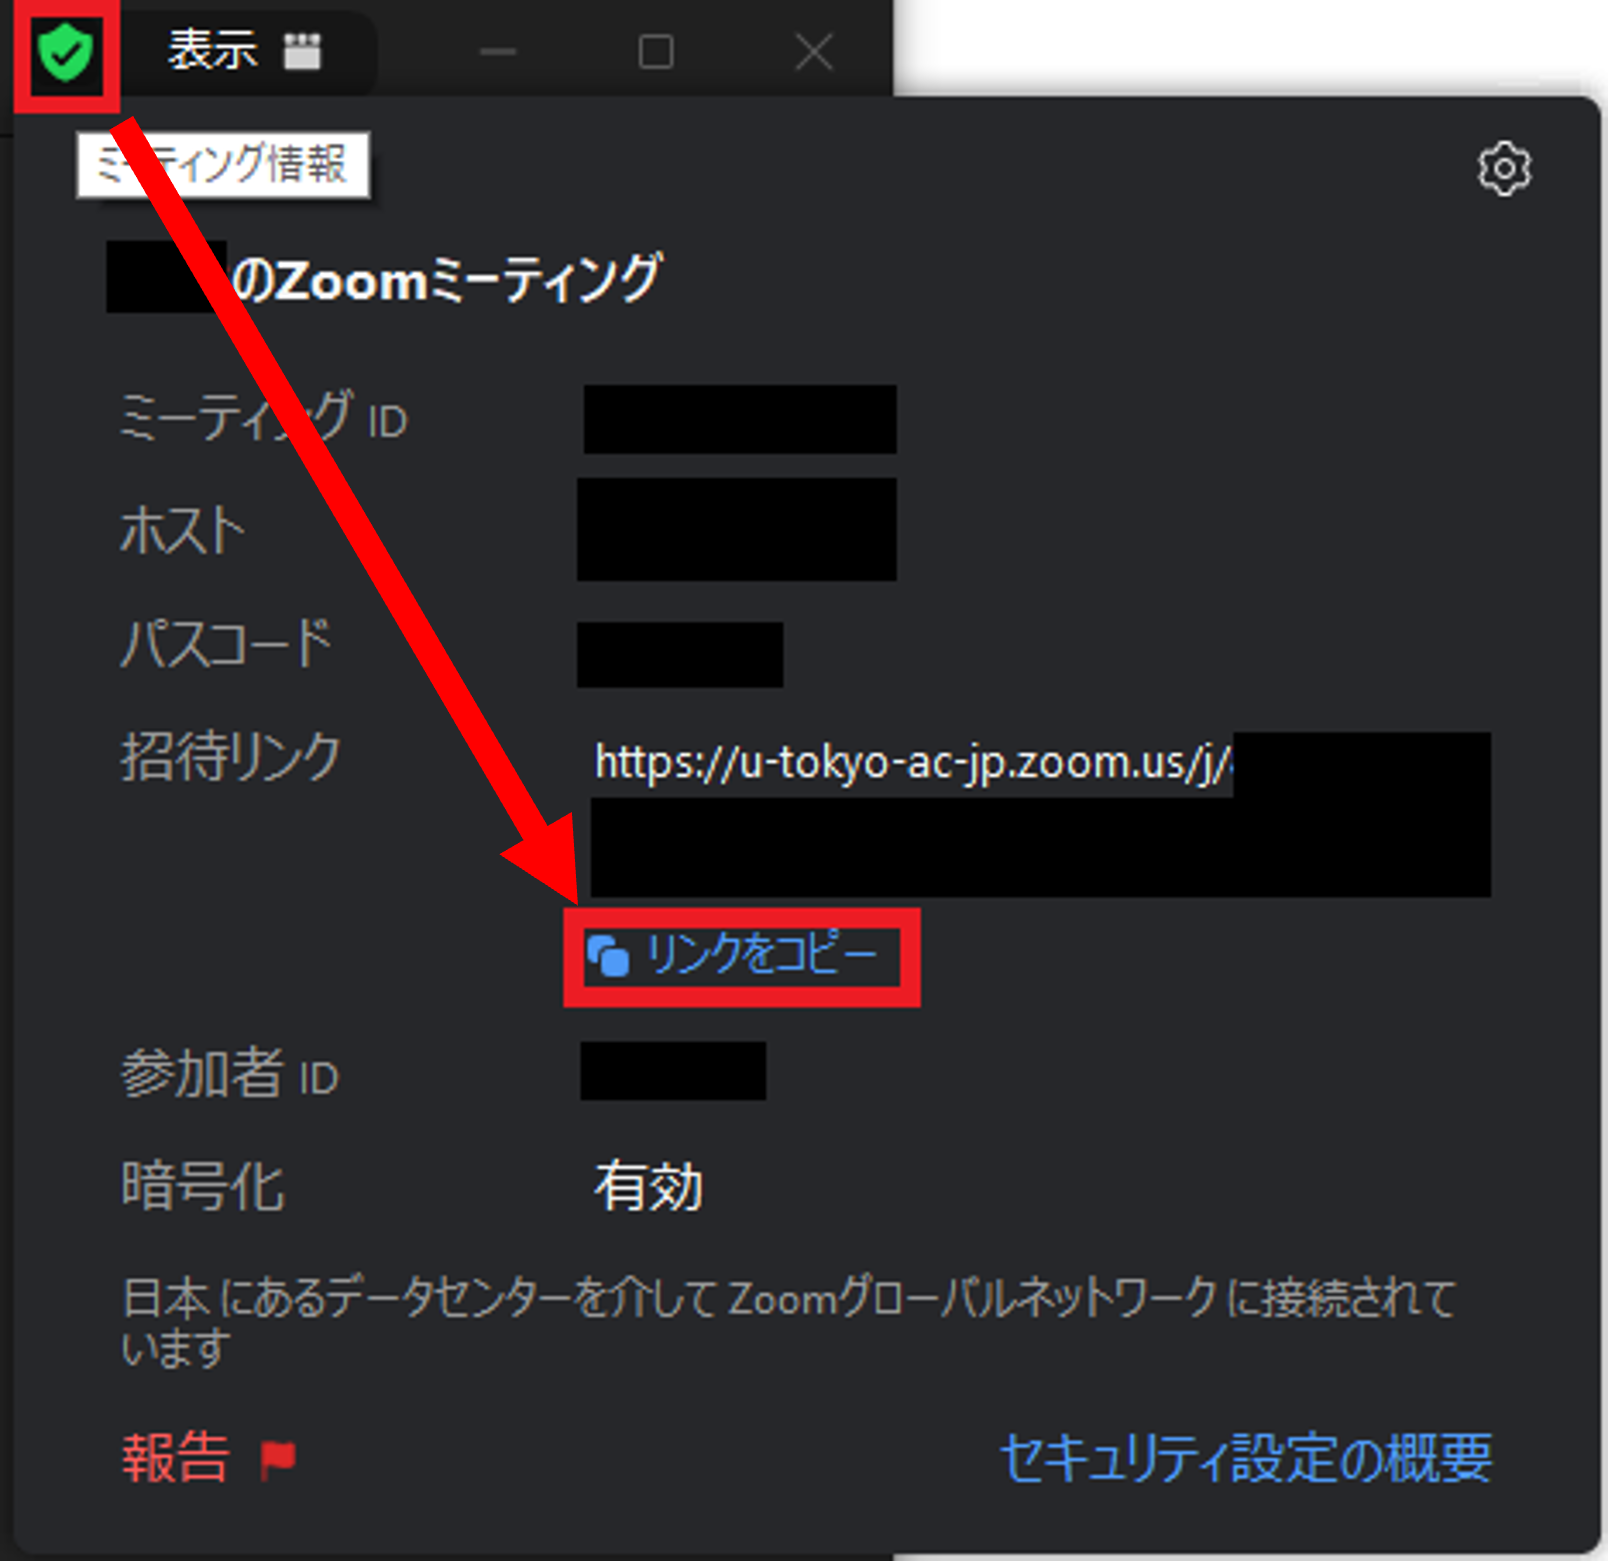 表示
ミーティング情報
のZoomミーティング
ミーティング ID
ホスト
パスコード
招待リンク
https://u-tokyo-ac-jp.zoom.us/j/
リンクをコピー
参加者 ID
暗号化
有効
日本 にあるデータセンターを介して Zoomグローバルネットワーク に接続されて
います
報告
セキュリティ設定の概要